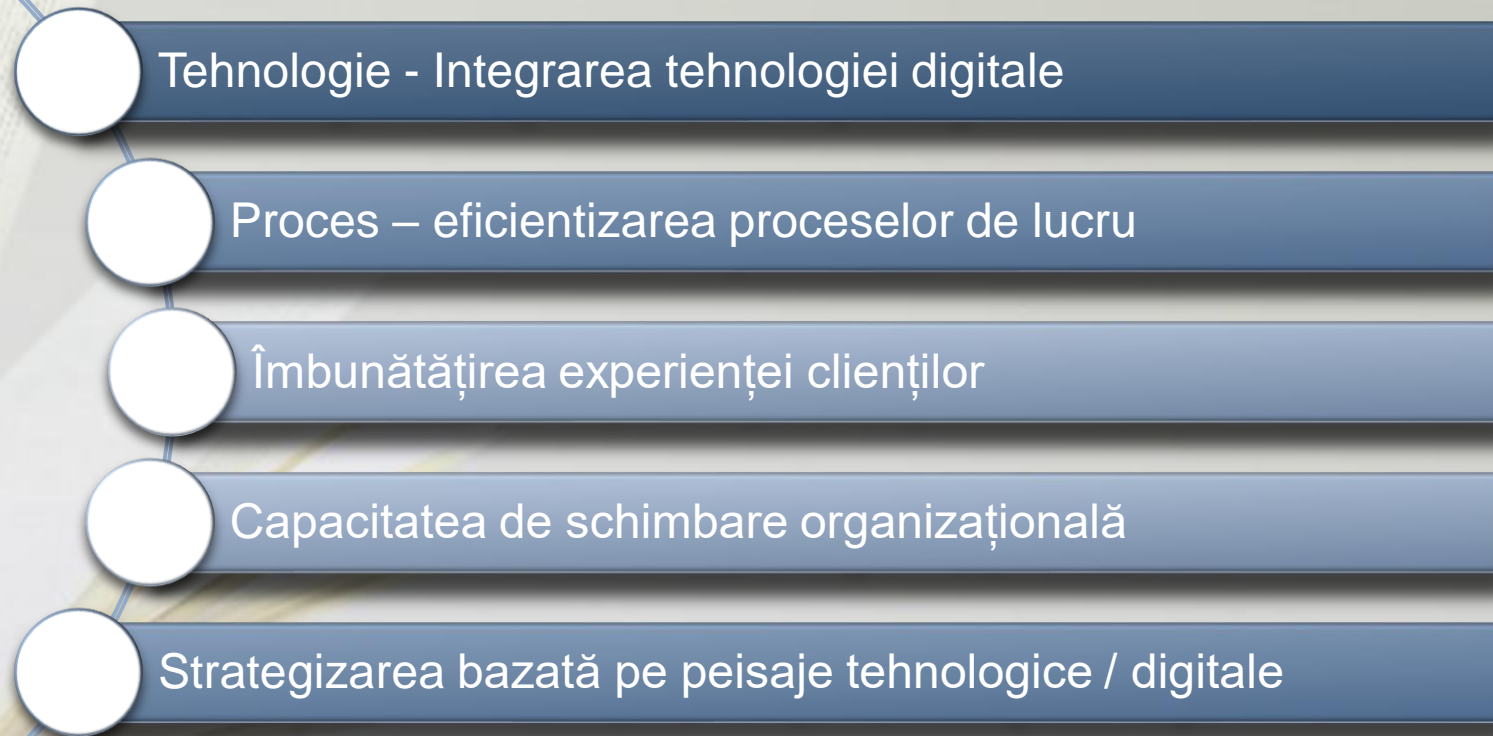 Tehnologie - Integrarea tehnologiei digitale
Proces – eficientizarea proceselor de lucru
Îmbunătățirea experienței clienților
Capacitatea de schimbare organizațională
Strategizarea bazată pe peisaje tehnologice / digitale